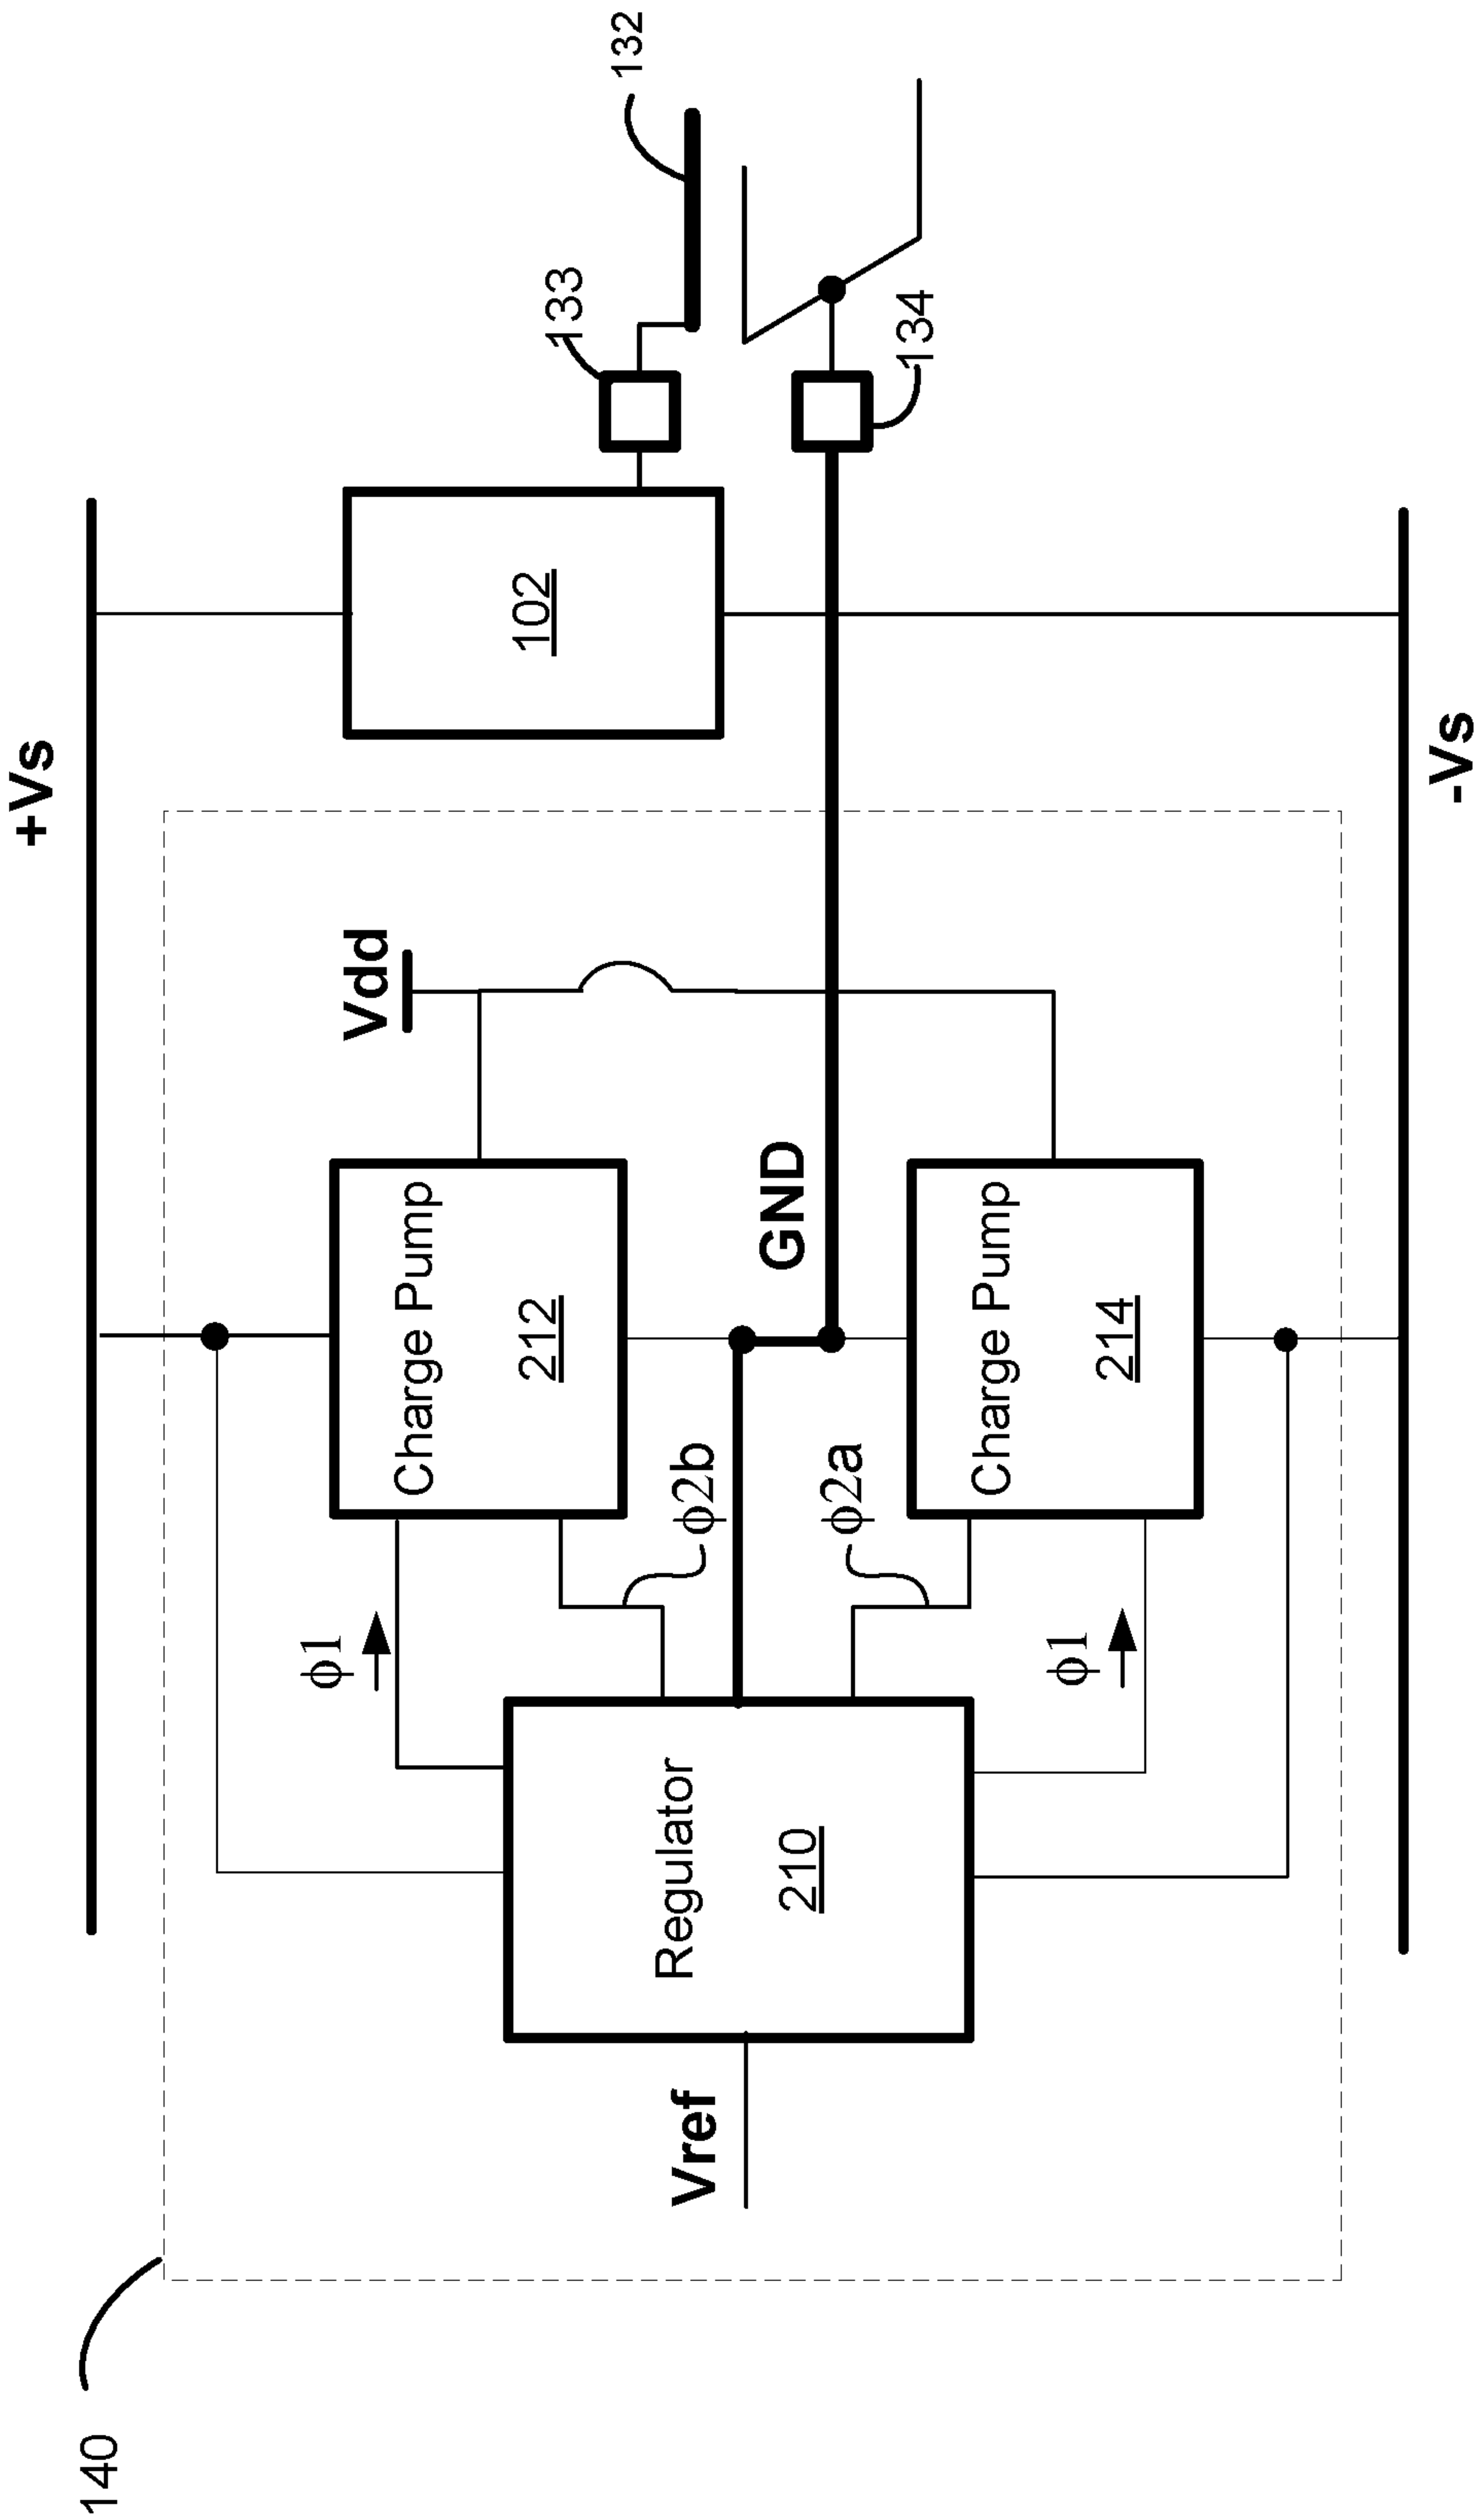 140
+Vs
Vref
Regulator
210
ϕ1
ϕ2b
ϕ2a
ϕ1
Charge Pump
212
GND
Charge Pump
214
Vdd
102
133
132
134
-Vs